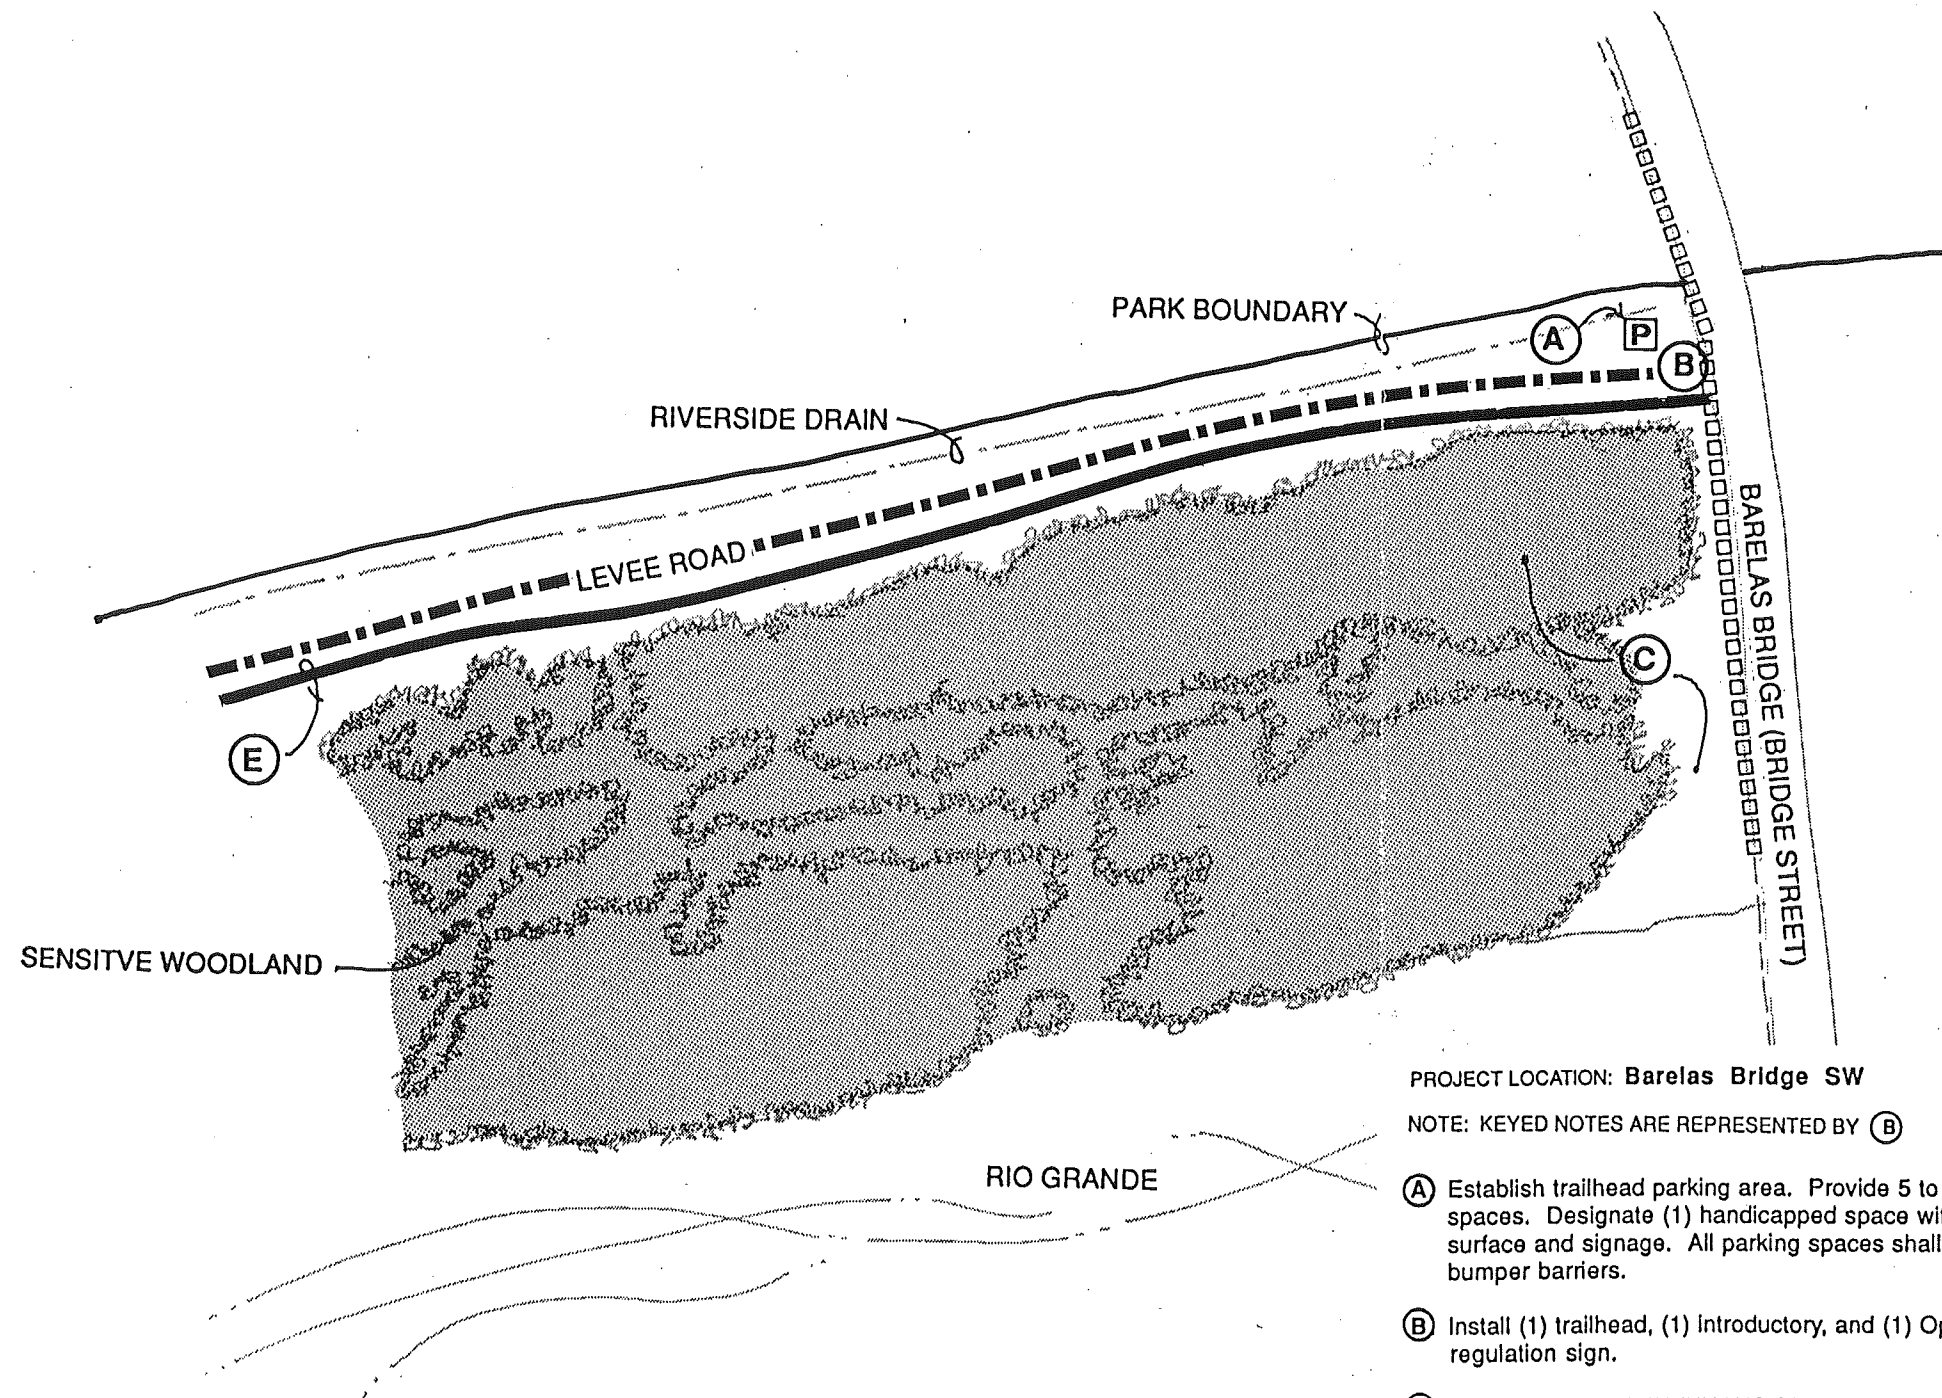 PARK BOUNDARY
A
P
B
RIVERSIDE DRAIN
LEVEE ROAD
BARELAS BRIDGE (BRIDGE STREET)
C
E
SENSITVE WOODLAND
RIO GRANDE
PROJECT LOCATION: Barelas Bridge SW
NOTE: KEYED NOTES ARE REPRESENTED BY B
A Establish trailhead parking area. Provide 5 to
spaces. Designate (1) handicapped space
surface and signage. All parking spaces shall
bumper barriers.
B Install (1) trailhead, (1) introductory, and (1)
regulation sign.